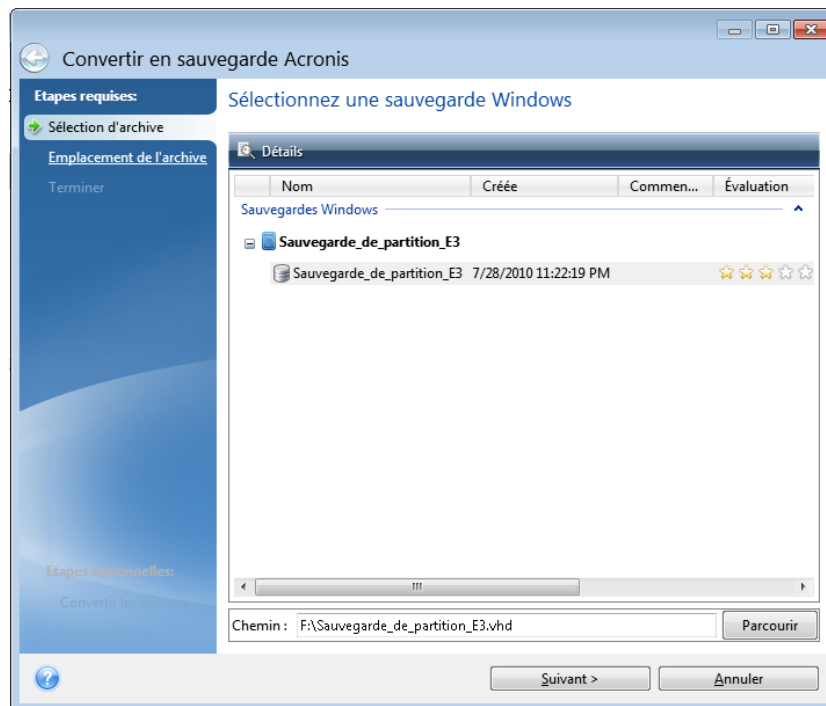 Convertir en sauvegarde Acronis
Etapes requises:
Sélection d'archive
Emplacement de l'archive
Terminer
Etapes optionnelles:
Convertir les options
Sélectionnez une sauvegarde Windows
Détails
Nom Créée Commen... Évaluation
Sauvegardes Windows
Sauvegarde_de_partition_E3
Sauvegarde_de_partition_E3 7/28/2010 11:22:19 PM
Chemin : F:\Sauvegarde_de_partition_E3.vhd Parcourir
Suivant > Annuler